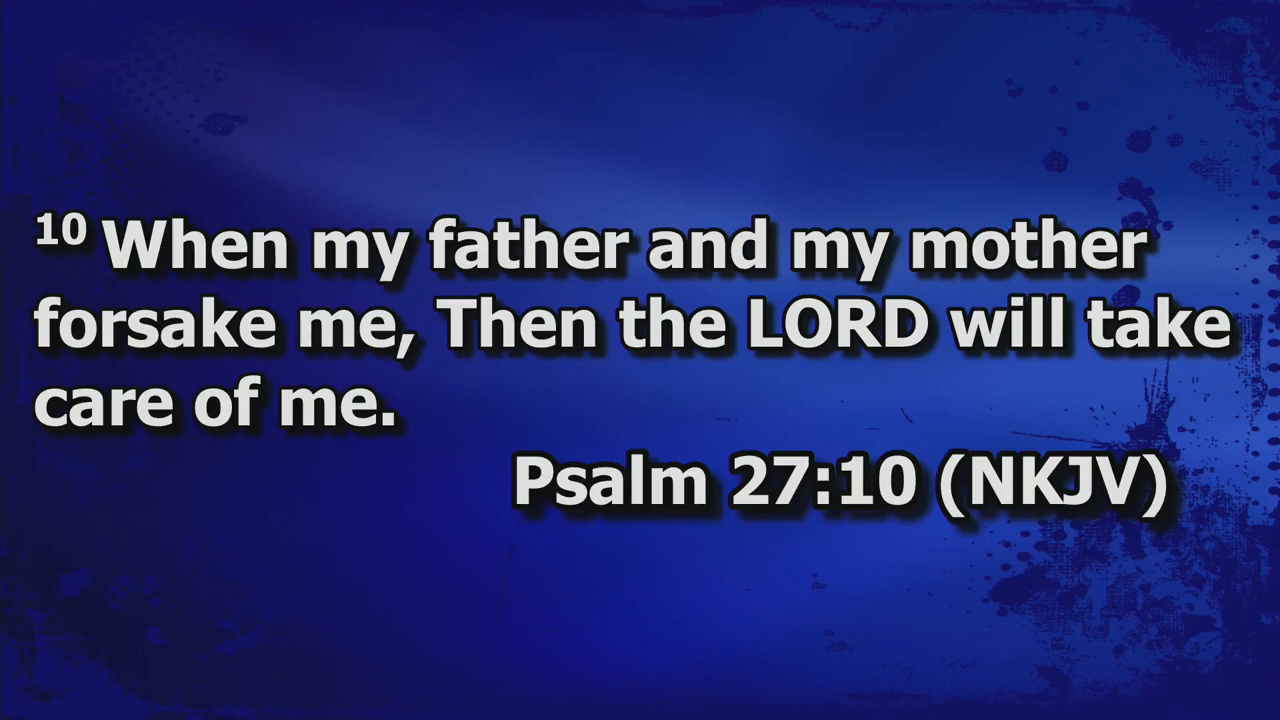 10 When my father and my mother
forsake me, Then the LORD will take
care of me.
Psalm 27:10 (NKJV)